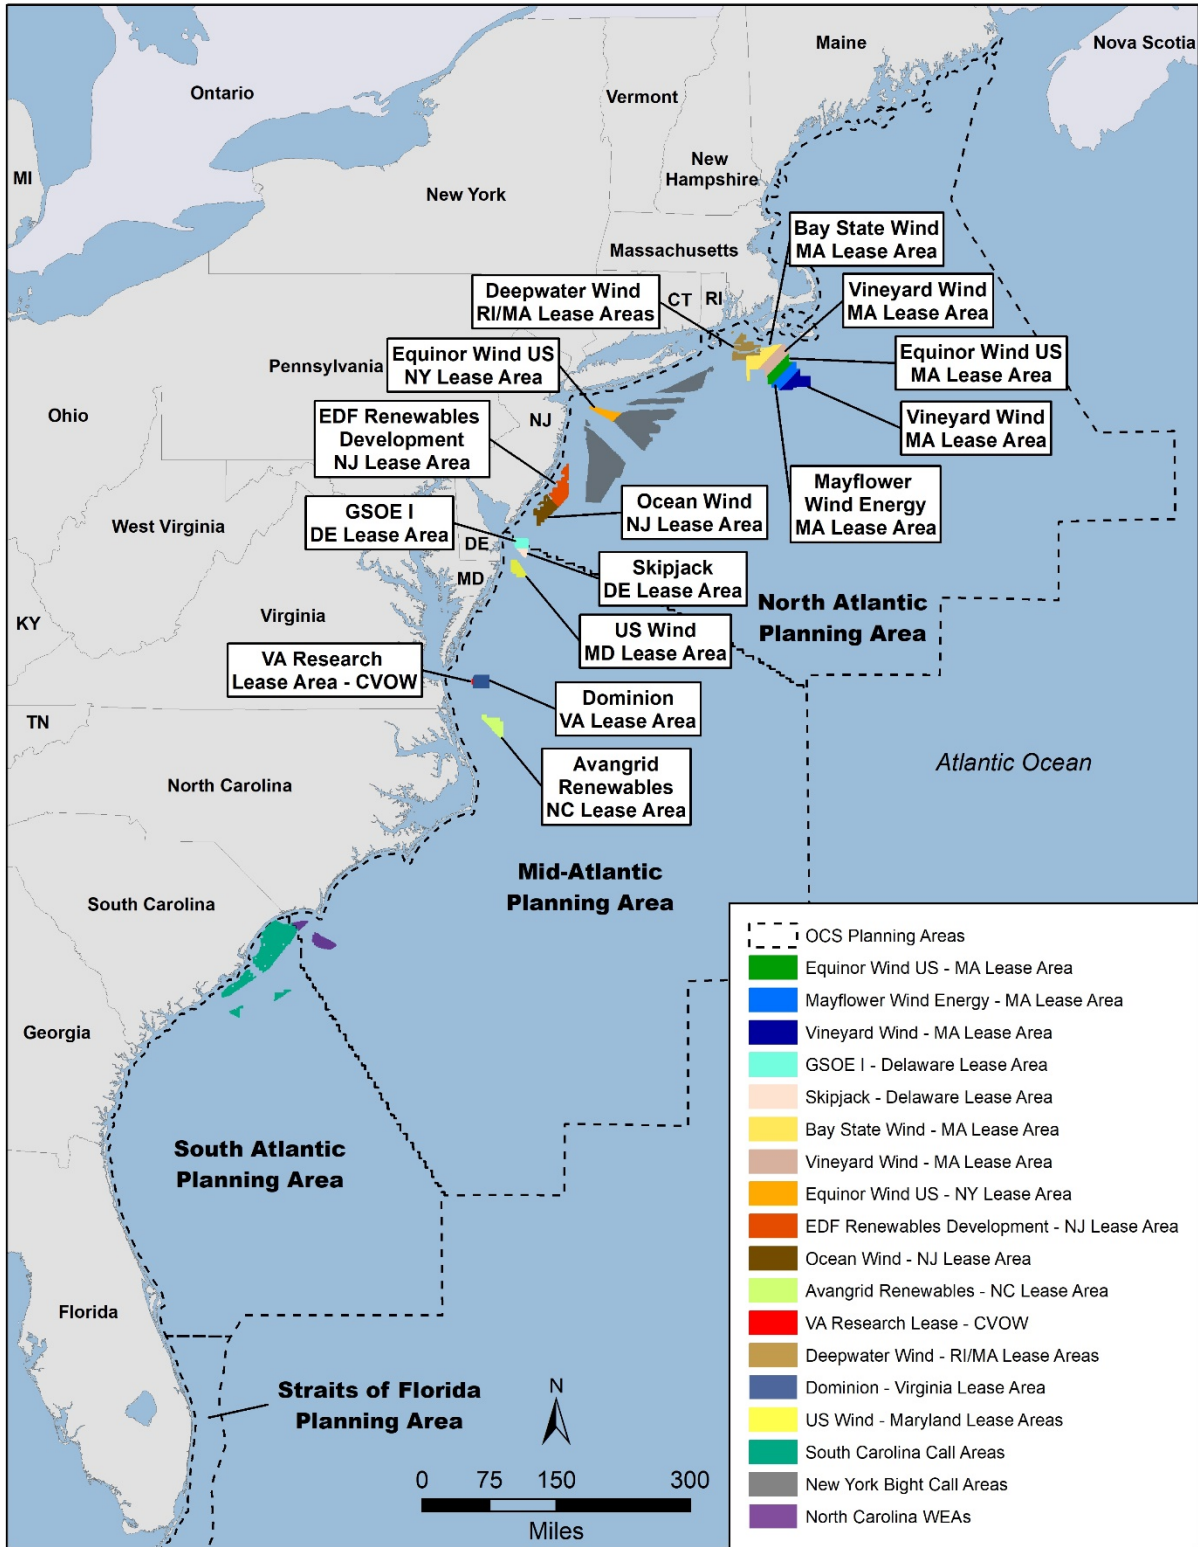 Maine
Nova Scotia
Ontario
Vermont
MI
New
Hampshire
New York
Massachusetts
CT
RI
Bay State Wind
MA Lease Area
Vineyard Wind
MA Lease Area
Deepwater Wind
RI/MA Lease Areas
Equinor Wind US
MA Lease Area
Pennsylvania
Equinor Wind US
NY Lease Area
Vineyard Wind
MA Lease Area
Ohio
NJ
EDF Renewables
Development
NJ Lease Area
Mayflower
Wind Energy
MA Lease Area
Ocean Wind
NJ Lease Area
GSOE I
DE Lease Area
West Virginia
DE
Skipjack
DE Lease Area
MD
North Atlantic
Planning Area
Virginia
KY
US Wind
MD Lease Area
VA Research
Lease Area - CVOW
Dominion
VA Lease Area
TN
Avangrid
Renewables
NC Lease Area
Atlantic Ocean
North Carolina
Mid-Atlantic
Planning Area
South Carolina
Georgia
South Atlantic
Planning Area
Florida
Straits of Florida
Planning Area
N
0 75 150 300
Miles
OCS Planning Areas
Equinor Wind US - MA Lease Area
Mayflower Wind Energy - MA Lease Area
Vineyard Wind - MA Lease Area
GSOE I - Delaware Lease Area
Skipjack - Delaware Lease Area
Bay State Wind - MA Lease Area
Vineyard Wind - MA Lease Area
Equinor Wind US - NY Lease Area
EDF Renewables Development - NJ Lease Area
Ocean Wind - NJ Lease Area
Avangrid Renewables - NC Lease Area
VA Research Lease - CVOW
Deepwater Wind - RI/MA Lease Areas
Dominion - Virginia Lease Area
US Wind - Maryland Lease Areas
South Carolina Call Areas
New York Bight Call Areas
North Carolina WEAs